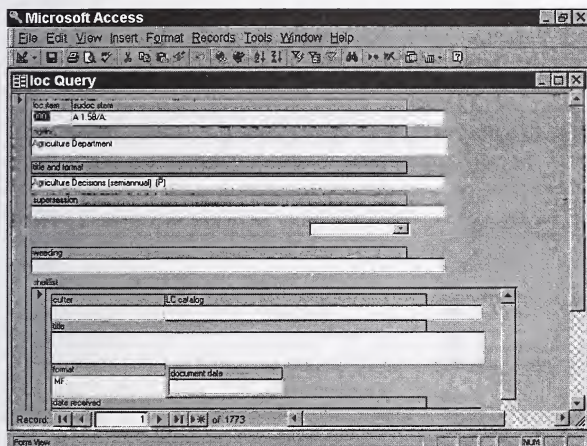 Microsoft Access
File Edit View Insert Format Records Tools Window Help
loc Query
loc item sudoc stem
A 1.58/A:
Agriculture Department
title and format
Agriculture Decisions (semiannual) (P)
supersession
weeding
shelflist
cutter LC catalog
title
format document date
MF
date received
Record: 1 of 1773
Form View NUM